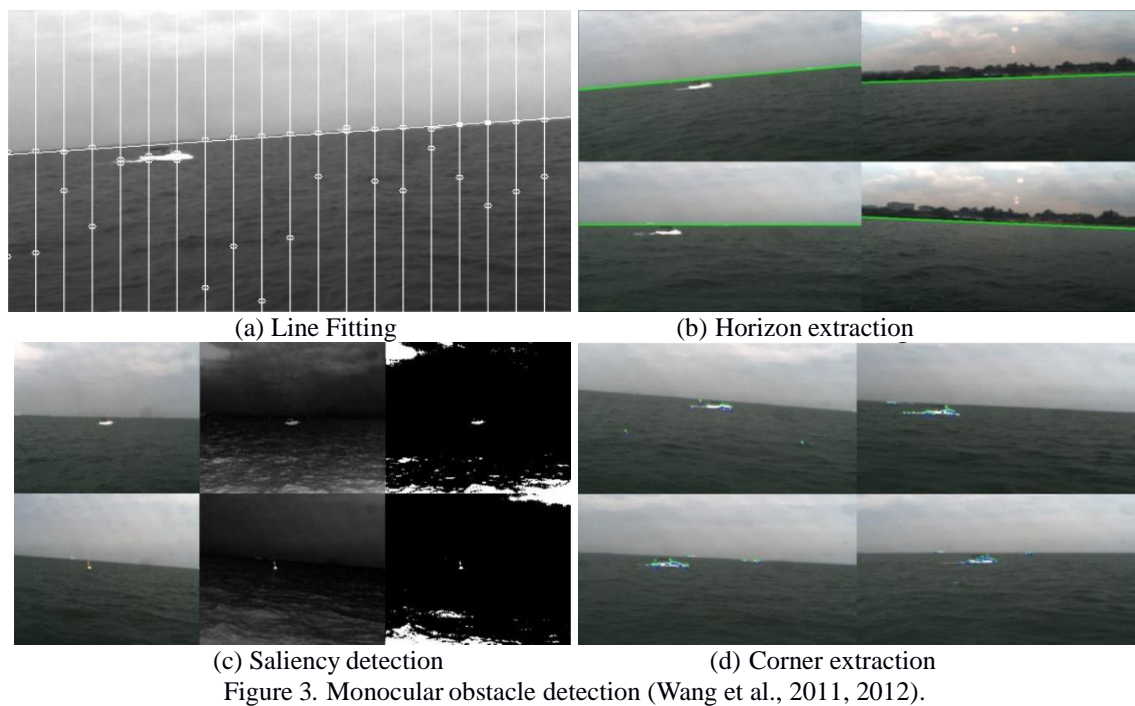 (a) Line Fitting
(b) Horizon extraction
(c) Saliency detection
(d) Corner extraction
Figure 3. Monocular obstacle detection (Wang et al., 2011, 2012).